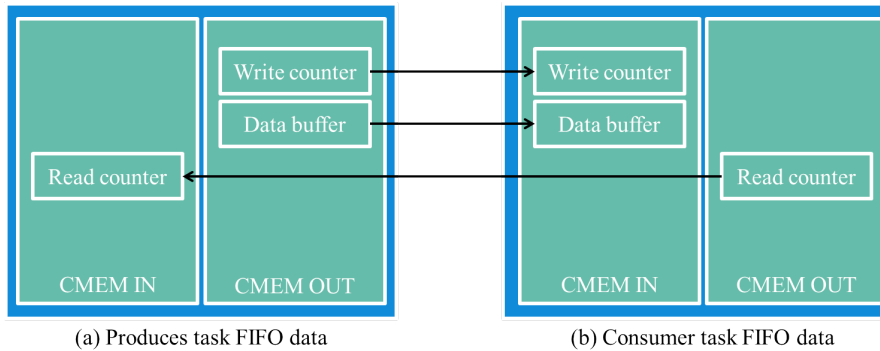 Write counter
Write counter
Data buffer
Data buffer
Read counter
Read counter
CMEM IN
CMEM OUT
CMEM IN
CMEM OUT
(a) Produces task FIFO data
(b) Consumer task FIFO data